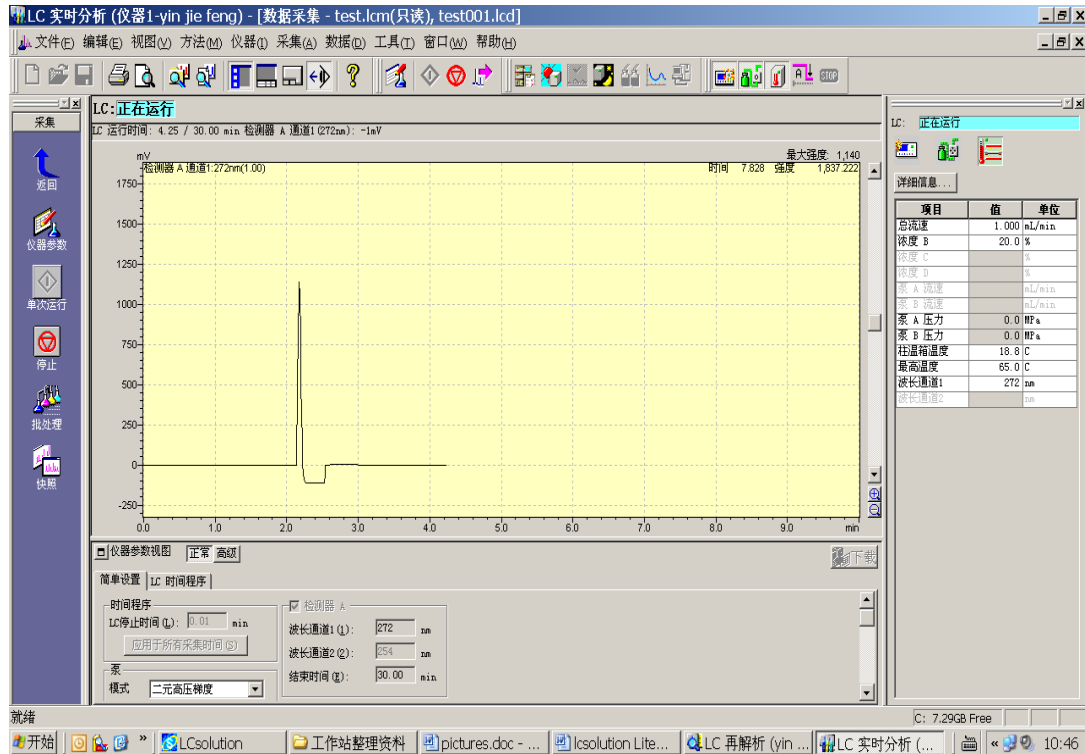 LC 实时分析 (仪器1-yin jie feng) - [数据采集 - test.lcm(只读), test001.lcd]
文件(F) 编辑(E) 视图(V) 方法(M) 仪器(I) 采集(A) 数据(D) 工具(T) 窗口(W) 帮助(H)
STOP
采集
返回
仪器参数
单次运行
停止
批处理
快照
LC:正在运行
LC 运行时间: 4.25 / 30.00 min 检测器 A 通道1(272nm): -1mV
mV
最大强度 1,140
检测器 A 通道1:272nm(1.00)
时间 7.828 强度 1,837.222
1750
1500
1250
1000
750
500
250
0
-250
0.0 1.0 2.0 3.0 4.0 5.0 6.0 7.0 8.0 9.0 min
仪器参数视图 正常 高级
下载
简单设置 LC 时间程序
时间程序
LC停止时间(L): 0.01 min
应用于所有采集时间(S)
泵
模式 二元高压梯度
检测器 A
波长通道1(1): 272 nm
波长通道2(2): 254 nm
结束时间(E): 30.00 min
LC: 正在运行
详细信息...
项目 值 单位
总流速 1.000 mL/min
浓度 B 20.0 %
浓度 C %
浓度 D %
泵 A 流速 mL/min
泵 B 流速 mL/min
泵 A 压力 0.0 MPa
泵 B 压力 0.0 MPa
柱温箱温度 18.8 C
最高温度 65.0 C
波长通道1 272 nm
波长通道2 nm
就绪
C: 7.29GB Free
开始
LCsolution
工作站整理资料
pictures.doc - ...
lcsolution Lite...
LC 再解析 (yin ...
LC 实时分析 (...
10:46